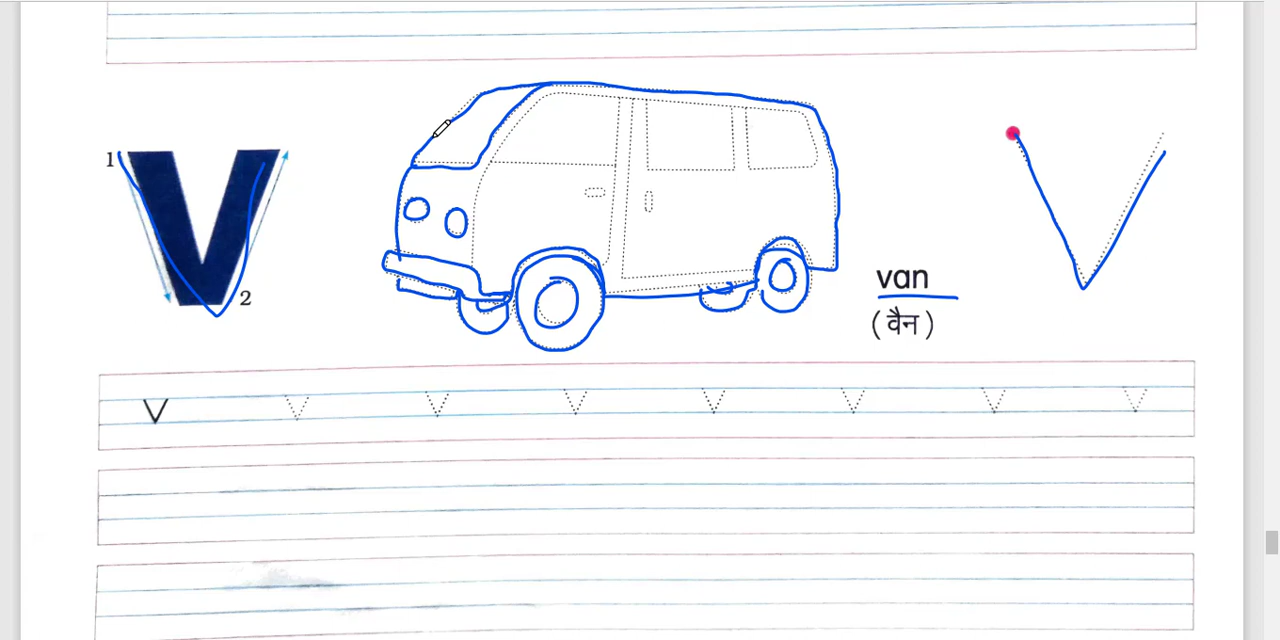 1 V 2
V
van
(वैन)
v v v v v v v v